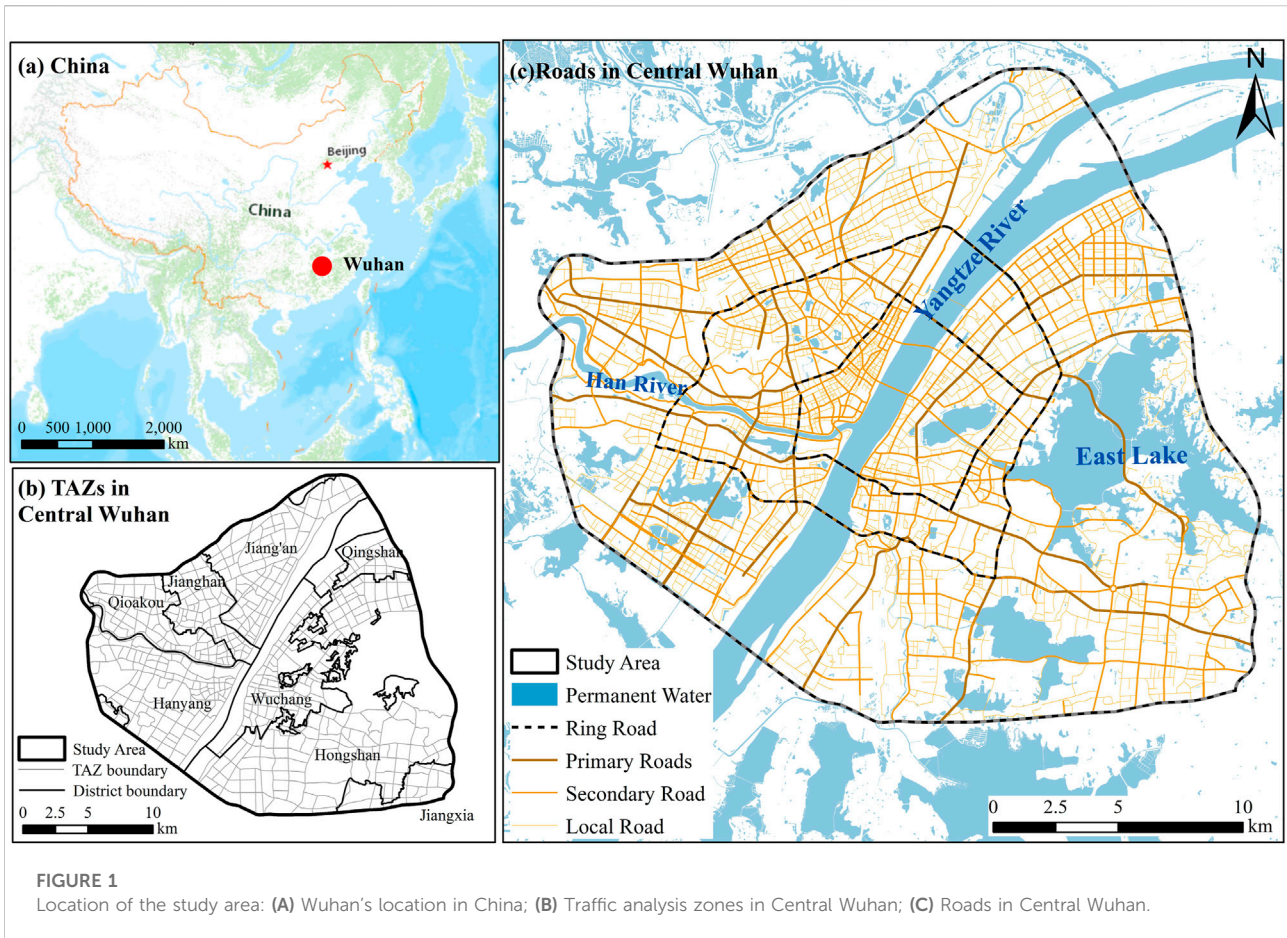 (a) China
Beijing
China
Wuhan
0 500 1,000 2,000
km
(b) TAZs in
Central Wuhan
Jiang'an
Qingshan
Jianghan
Qioakou
Hanyang
Wuchang
Hongshan
Jiangxia
Study Area
TAZ boundary
District boundary
0 2.5 5 10
km
(c)Roads in Central Wuhan
N
Yangtze River
Han River
East Lake
Study Area
Permanent Water
Ring Road
Primary Roads
Secondary Road
Local Road
0 2.5 5 10
km
FIGURE 1
Location of the study area: (A) Wuhan's location in China; (B) Traffic analysis zones in Central Wuhan; (C) Roads in Central Wuhan.